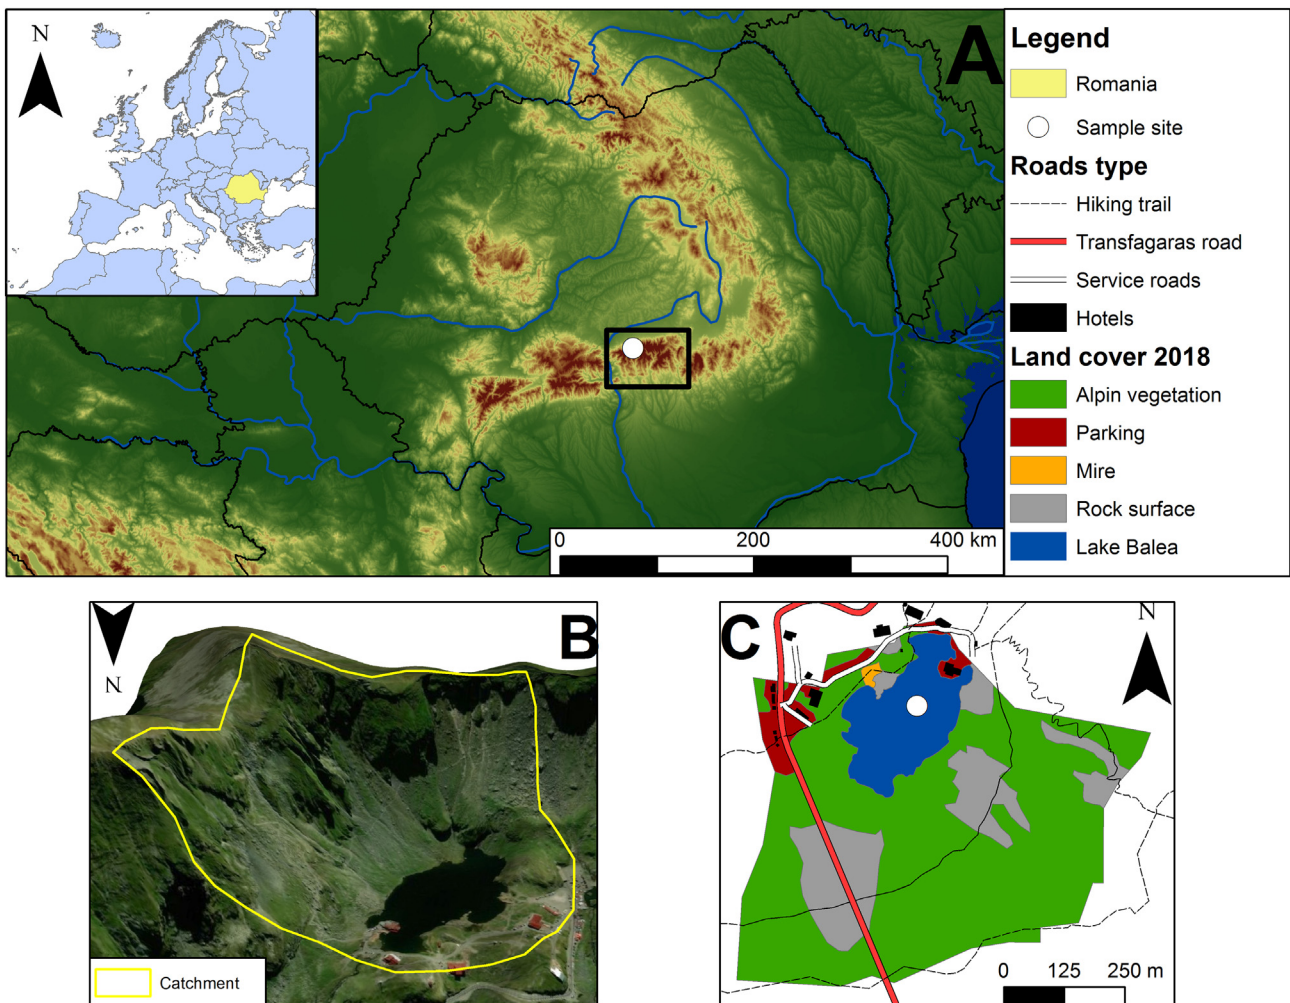 N
A
0 200 400 km
Legend
Romania
Sample site
Roads type
Hiking trail
Transfagaras road
Service roads
Hotels
Land cover 2018
Alpin vegetation
Parking
Mire
Rock surface
Lake Balea
N
B
Catchment
C
N
0 125 250 m